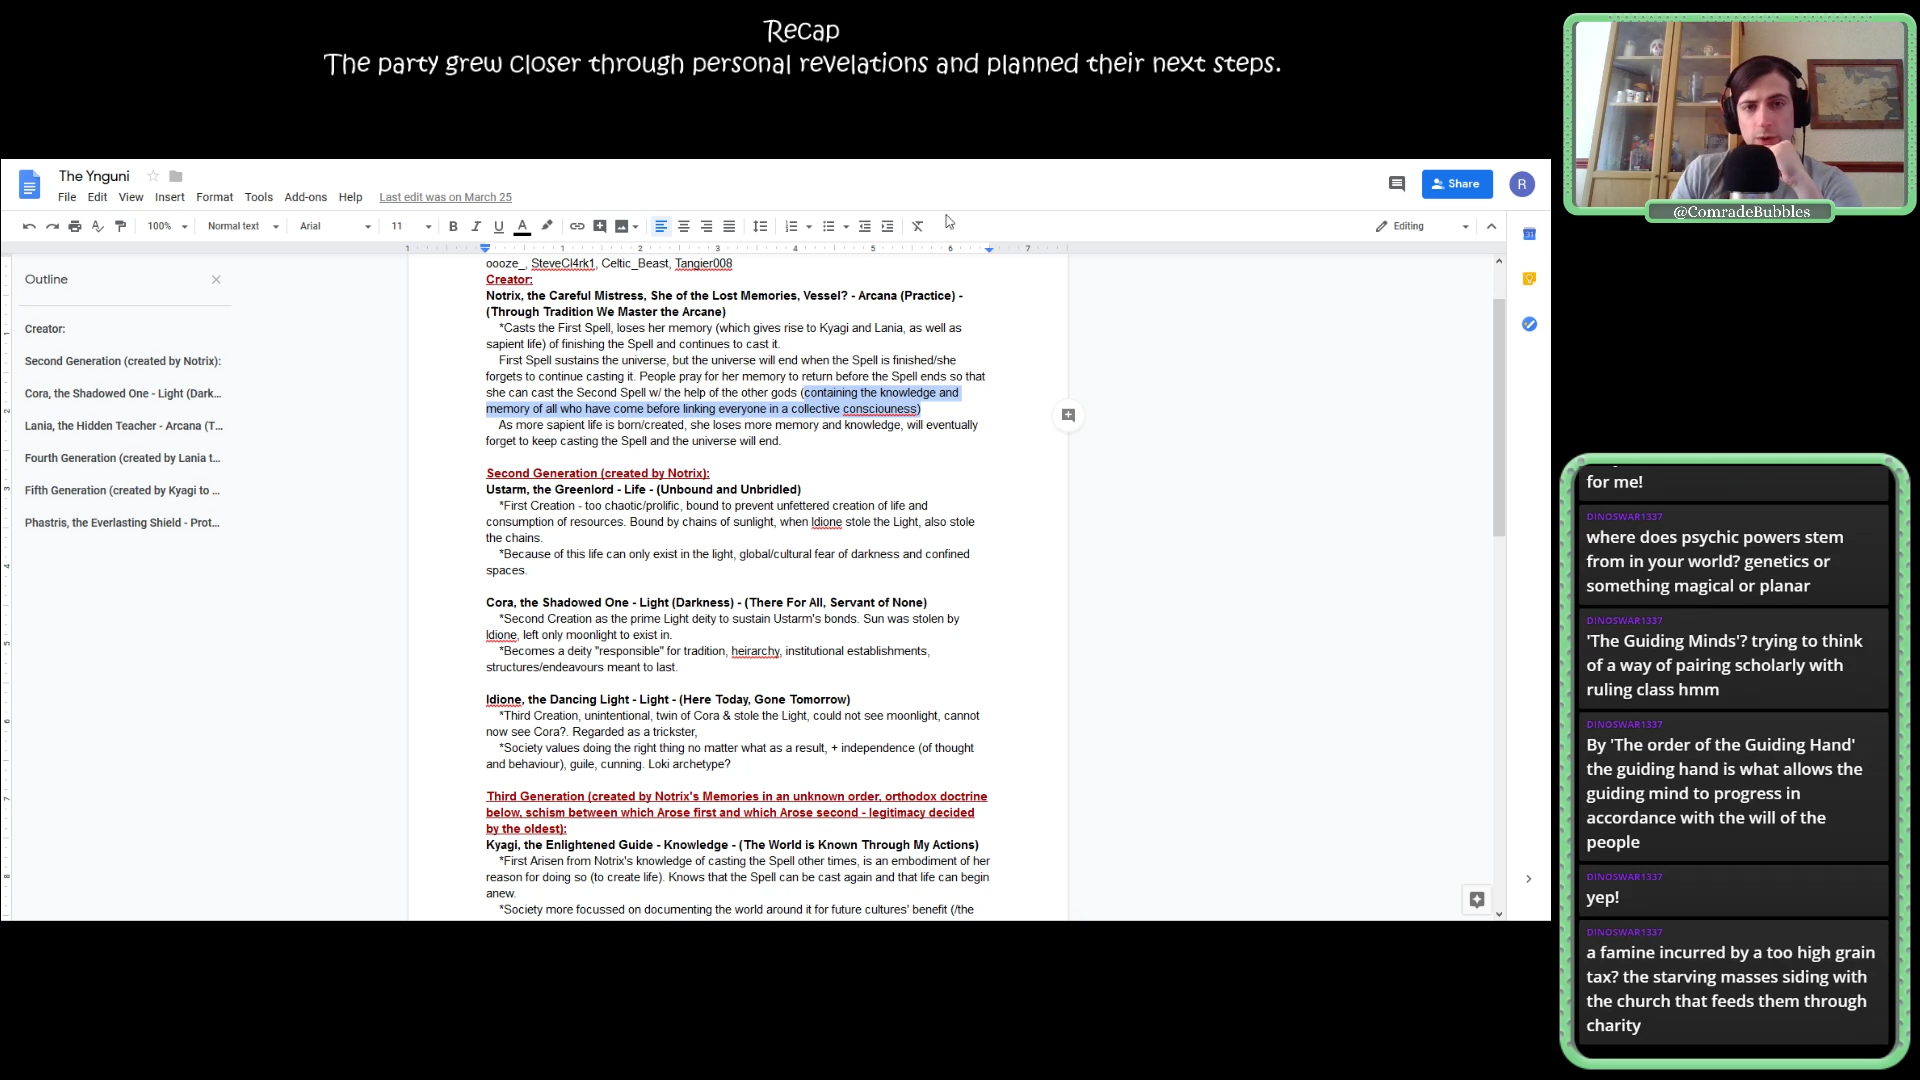 Recap
The party grew closer through personal revelations and planned their next steps.
The Ynguni
File Edit View Insert Format Tools Add-ons Help Last edit was on March 25
Share
R
100% Normal text Arial 11 B I U A Editing
1 1 2 3 4 5 6 7
Outline
Creator:
Second Generation (created by Notrix):
Cora, the Shadowed One - Light (Dark...
Lania, the Hidden Teacher - Arcana (T...
Fourth Generation (created by Lania t...
Fifth Generation (created by Kyagi to ...
Phastris, the Everlasting Shield - Prot...
oooze_, SteveCl4rk1, Celtic_Beast, Tangier008
Creator:
Notrix, the Careful Mistress, She of the Lost Memories, Vessel? - Arcana (Practice) -
(Through Tradition We Master the Arcane)
*Casts the First Spell, loses her memory (which gives rise to Kyagi and Lania, as well as
sapient life) of finishing the Spell and continues to cast it.
First Spell sustains the universe, but the universe will end when the Spell is finished/she
forgets to continue casting it. People pray for her memory to return before the Spell ends so that
she can cast the Second Spell w/ the help of the other gods (containing the knowledge and
memory of all who have come before linking everyone in a collective consciouness)
As more sapient life is born/created, she loses more memory and knowledge, will eventually
forget to keep casting the Spell and the universe will end.
Second Generation (created by Notrix):
Ustarm, the Greenlord - Life - (Unbound and Unbridled)
*First Creation - too chaotic/prolific, bound to prevent unfettered creation of life and
consumption of resources. Bound by chains of sunlight, when Idione stole the Light, also stole
the chains.
*Because of this life can only exist in the light, global/cultural fear of darkness and confined
spaces.
Cora, the Shadowed One - Light (Darkness) - (There For All, Servant of None)
*Second Creation as the prime Light deity to sustain Ustarm's bonds. Sun was stolen by
Idione, left only moonlight to exist in.
*Becomes a deity "responsible" for tradition, heirarchy, institutional establishments,
structures/endeavours meant to last.
Idione, the Dancing Light - Light - (Here Today, Gone Tomorrow)
*Third Creation, unintentional, twin of Cora & stole the Light, could not see moonlight, cannot
now see Cora?. Regarded as a trickster,
*Society values doing the right thing no matter what as a result, + independence (of thought
and behaviour), guile, cunning. Loki archetype?
Third Generation (created by Notrix's Memories in an unknown order, orthodox doctrine
below, schism between which Arose first and which Arose second - legitimacy decided
by the oldest):
Kyagi, the Enlightened Guide - Knowledge - (The World is Known Through My Actions)
*First Arisen from Notrix's knowledge of casting the Spell other times, is an embodiment of her
reason for doing so (to create life). Knows that the Spell can be cast again and that life can begin
anew.
*Society more focussed on documenting the world around it for future cultures' benefit (/the
@ComradeBubbles
for me!
DINOSWAR1337
where does psychic powers stem
from in your world? genetics or
something magical or planar
DINOSWAR1337
'The Guiding Minds'? trying to think
of a way of pairing scholarly with
ruling class hmm
DINOSWAR1337
By 'The order of the Guiding Hand'
the guiding hand is what allows the
guiding mind to progress in
accordance with the will of the
people
DINOSWAR1337
yep!
DINOSWAR1337
a famine incurred by a too high grain
tax? the starving masses siding with
the church that feeds them through
charity